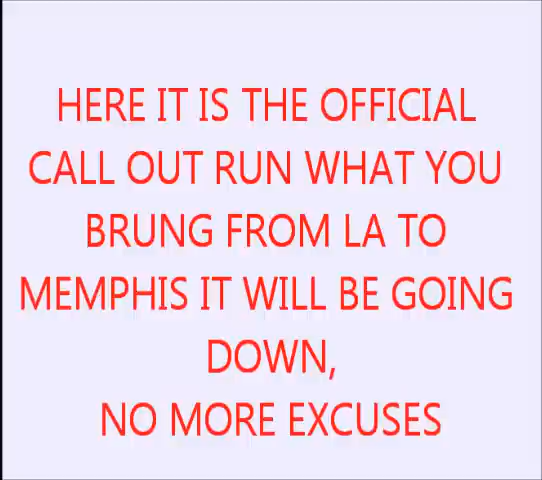 HERE IT IS THE OFFICIAL
CALL OUT RUN WHAT YOU
BRUNG FROM LA TO
MEMPHIS IT WILL BE GOING
DOWN,
NO MORE EXCUSES